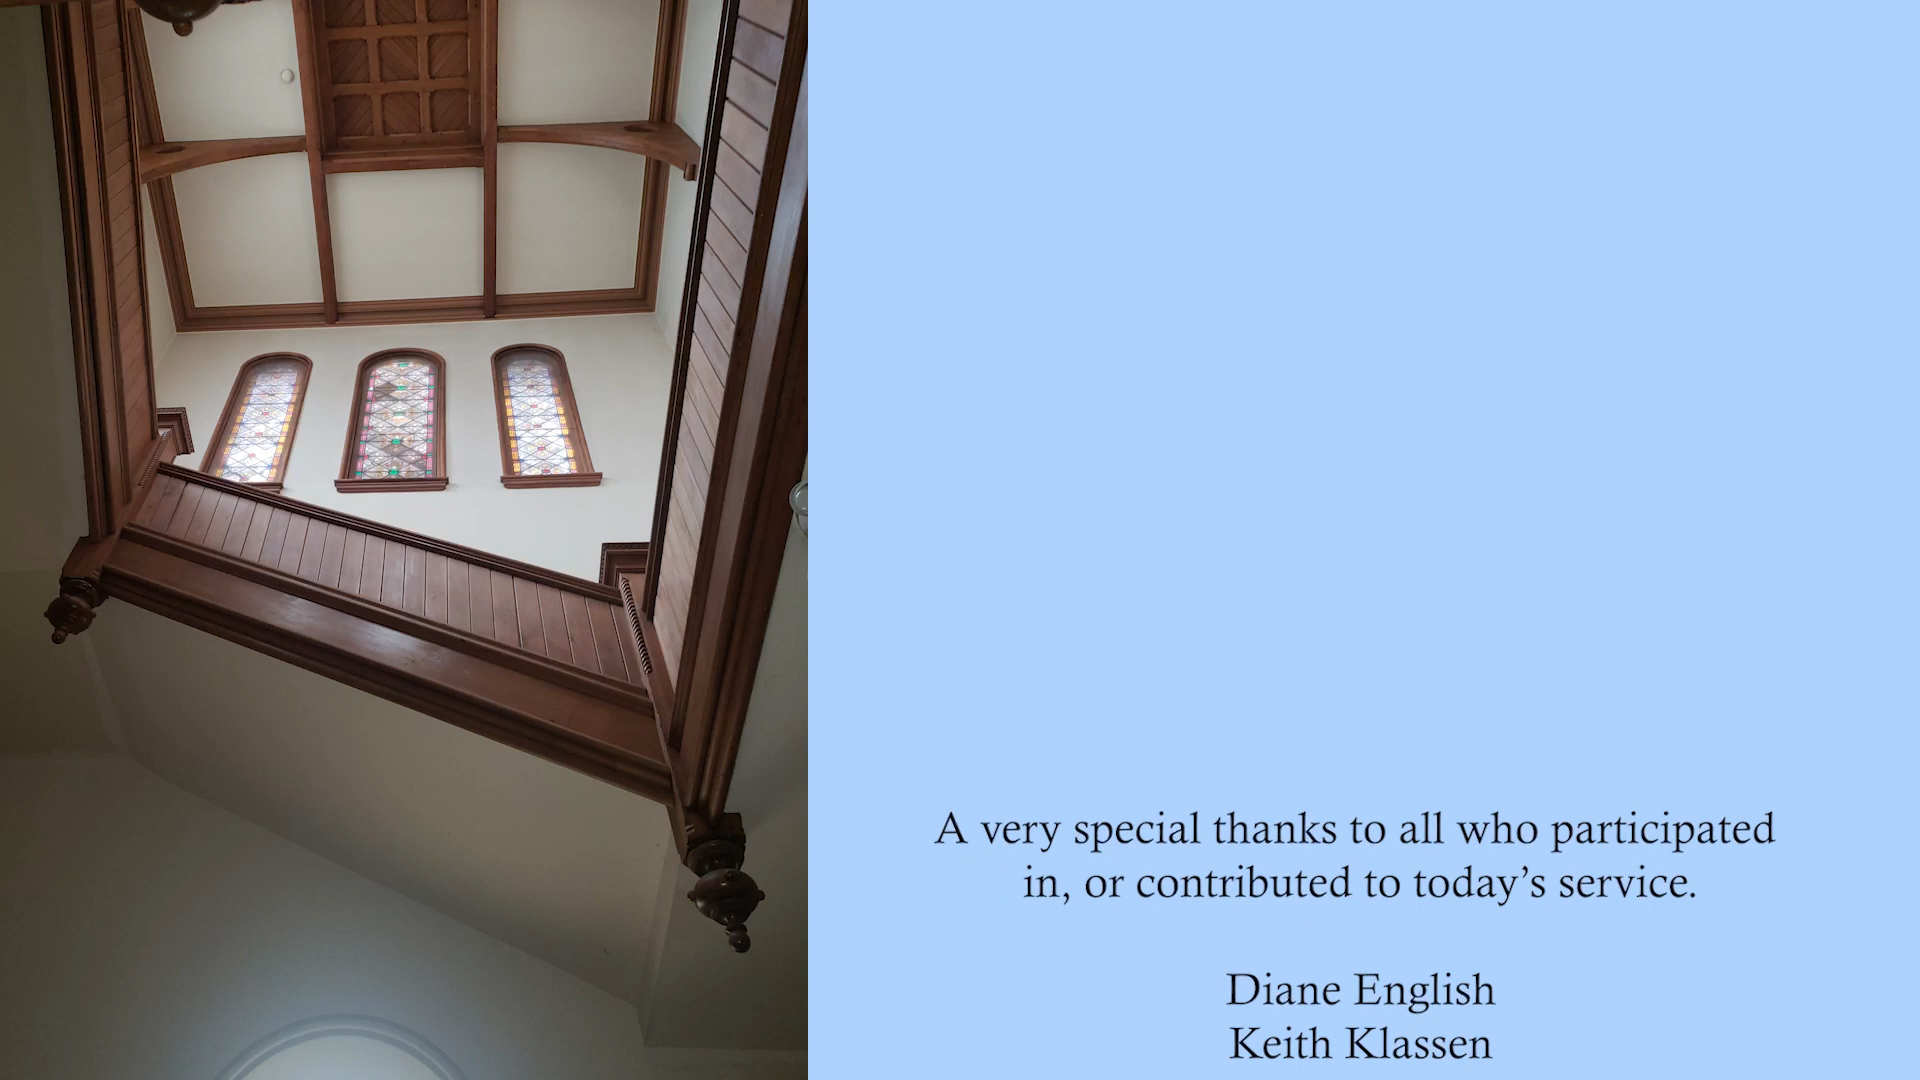 A very special thanks to all who participated
in, or contributed to today’s service.
Diane English
Keith Klassen